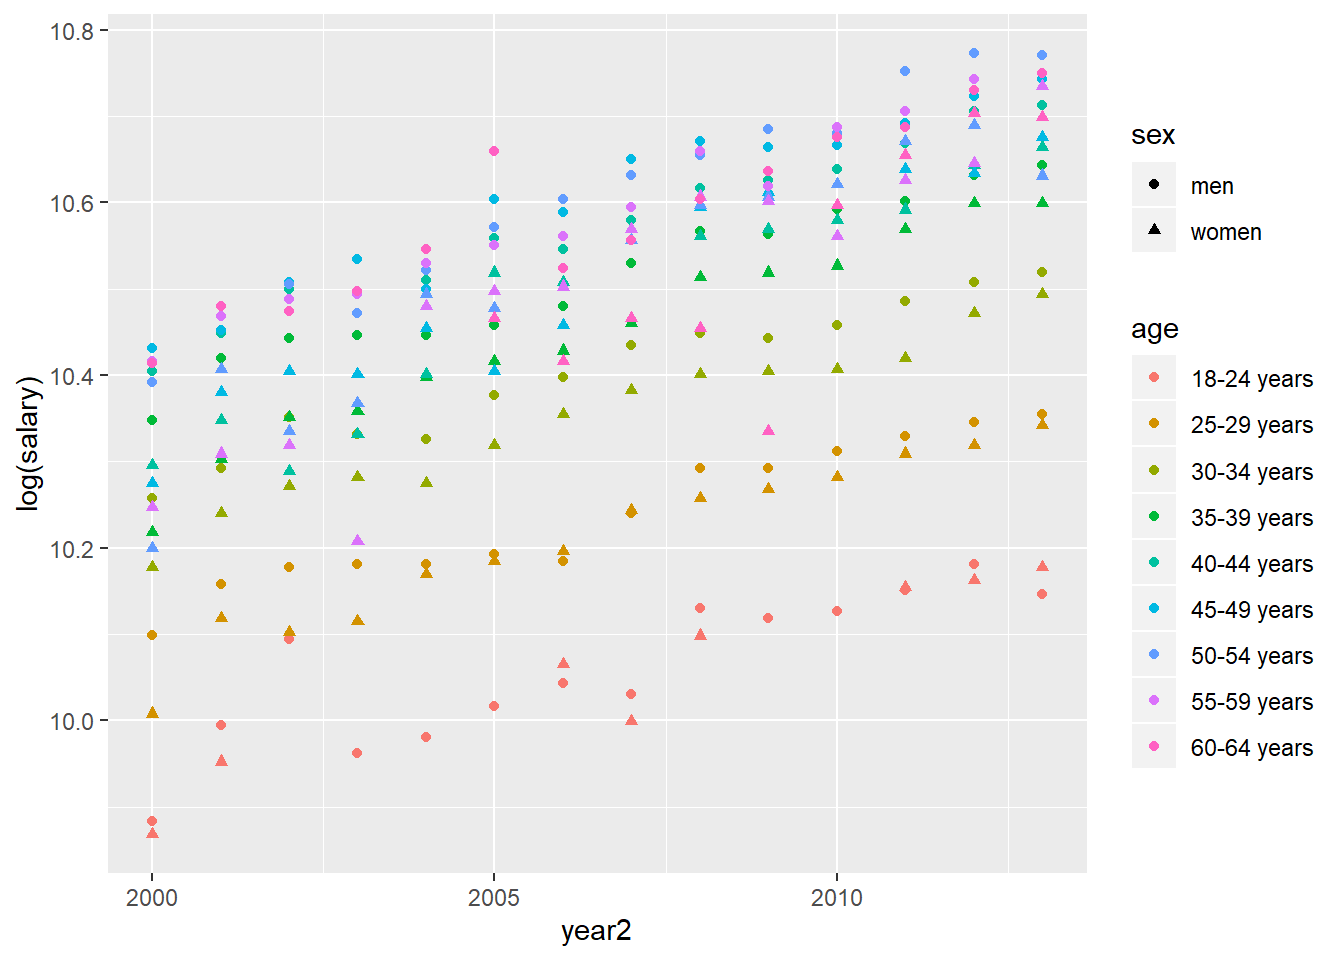 10.8
10.6
10.4
10.2
10.0
log(salary)
2000
2005
2010
year2
sex
men
women
age
18-24 years
25-29 years
30-34 years
35-39 years
40-44 years
45-49 years
50-54 years
55-59 years
60-64 years